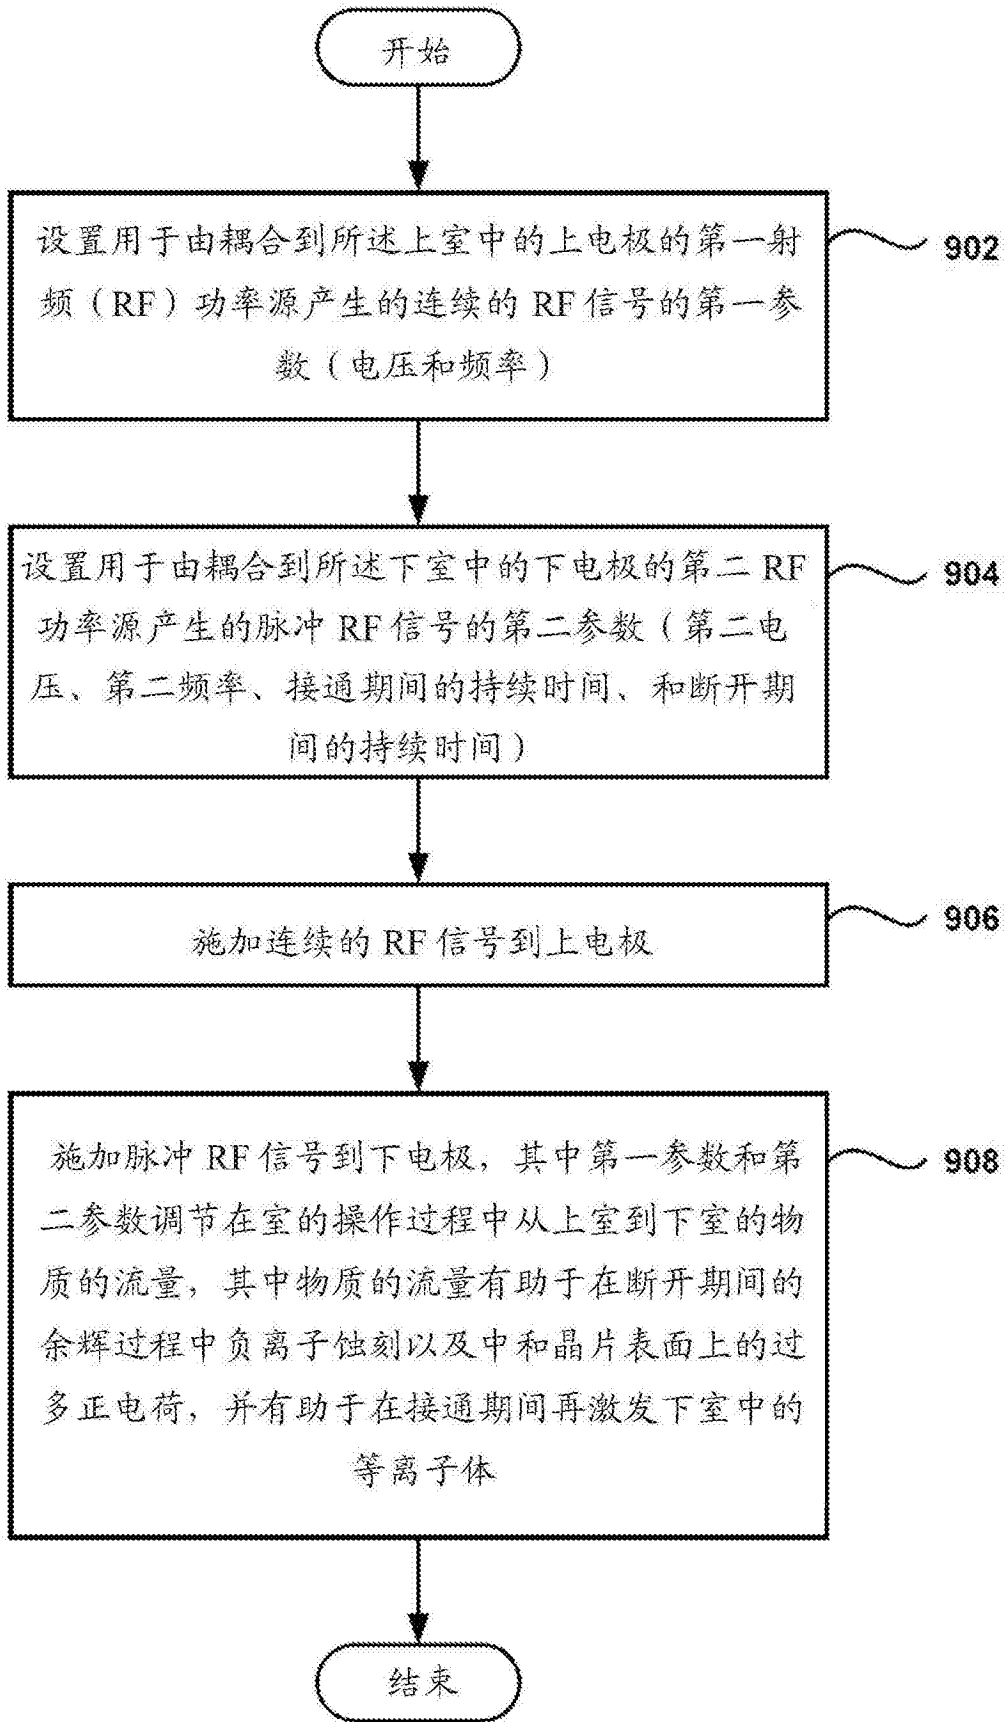 开始
设置用于由耦合到所述上室中的上电极的第一射
频（RF）功率源产生的连续的 RF 信号的第一参
数（电压和频率）
902
设置用于由耦合到所述下室中的下电极的第二 RF
功率源产生的脉冲 RF 信号的第二参数（第二电
压、第二频率、接通期间的持续时间、和断开期
间的持续时间）
904
施加连续的 RF 信号到上电极
906
施加脉冲 RF 信号到下电极，其中第一参数和第
二参数调节在室的操作过程中从上室到下室的物
质的流量，其中物质的流量有助于在断开期间的
余辉过程中负离子蚀刻以及中和晶片表面上的过
多正电荷，并有助于在接通期间再激发下室中的
等离子体
908
结束